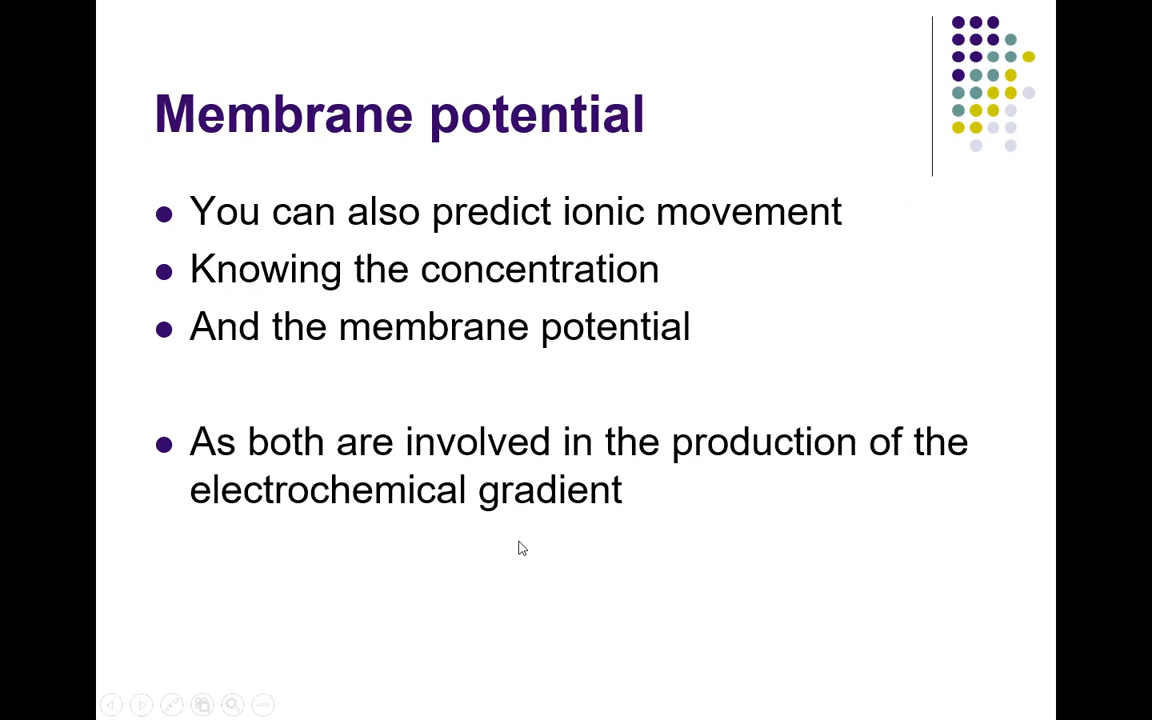 Membrane potential
You can also predict ionic movement
Knowing the concentration
And the membrane potential
As both are involved in the production of the
electrochemical gradient